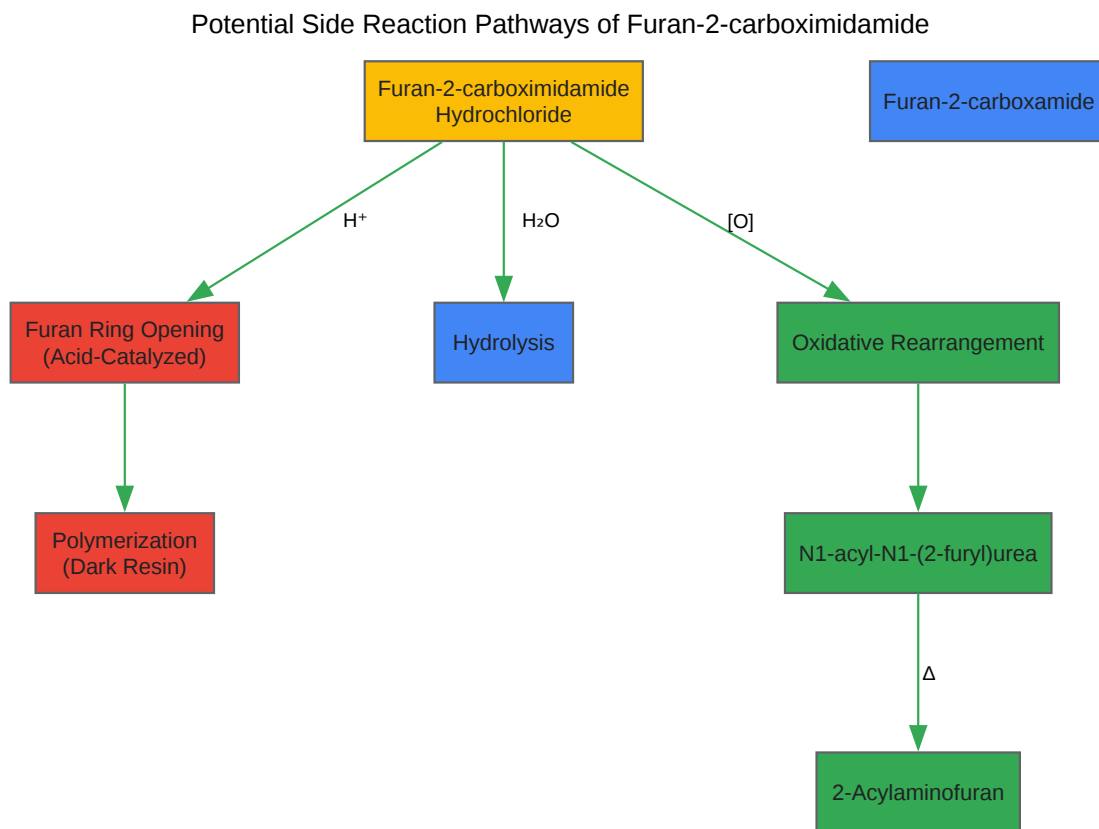 Potential Side Reaction Pathways of Furan-2-carboximidamide
Furan-2-carboximidamide
Hydrochloride
Furan-2-carboxamide
H⁺
H₂O
[O]
Furan Ring Opening
(Acid-Catalyzed)
Hydrolysis
Oxidative Rearrangement
Polymerization
(Dark Resin)
N1-acyl-N1-(2-furyl)urea
Δ
2-Acylaminofuran